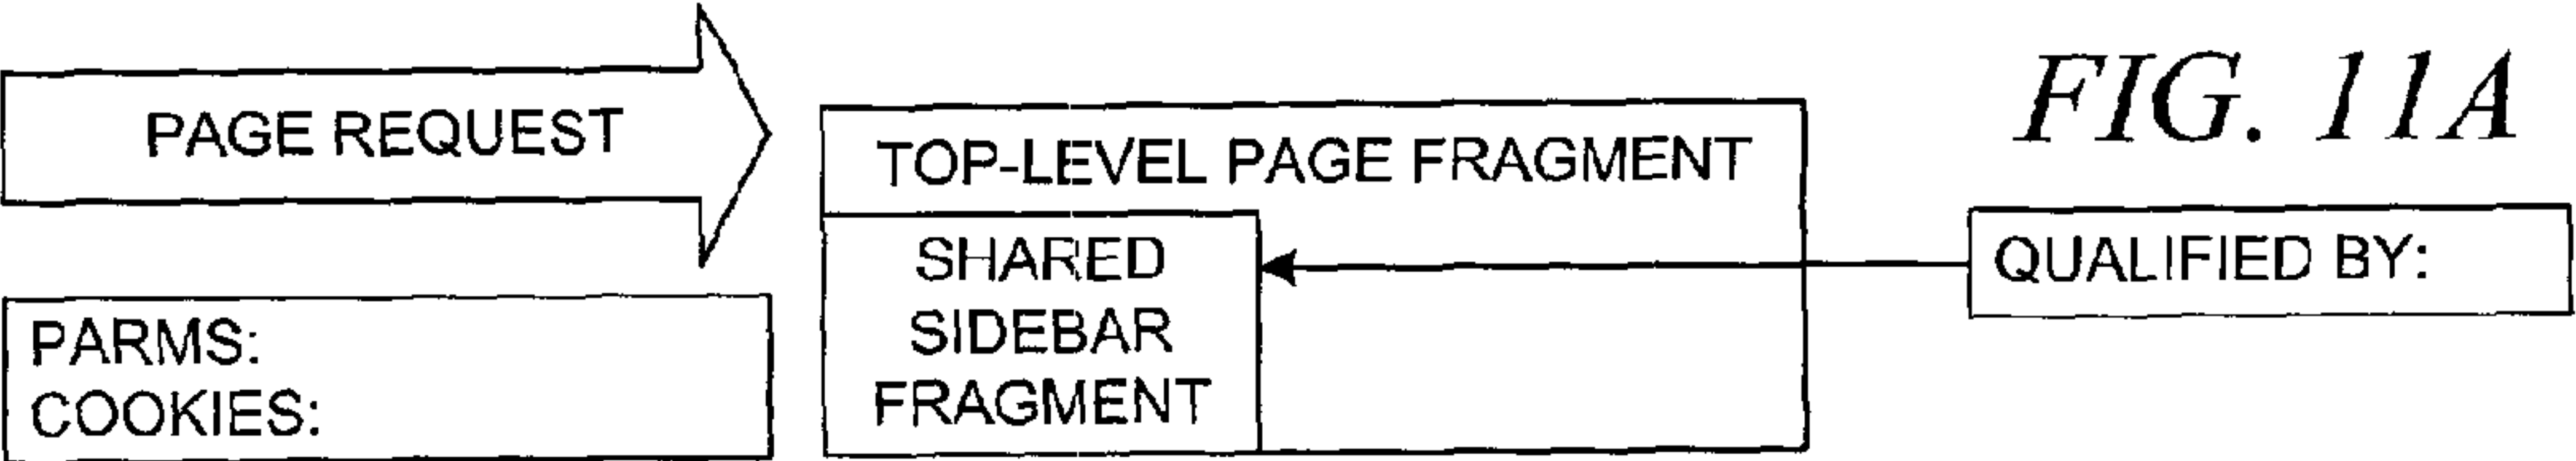 PAGE REQUEST
PARMS:
COOKIES:
TOP-LEVEL PAGE FRAGMENT
SHARED
SIDEBAR
FRAGMENT
QUALIFIED BY:
FIG. 11A